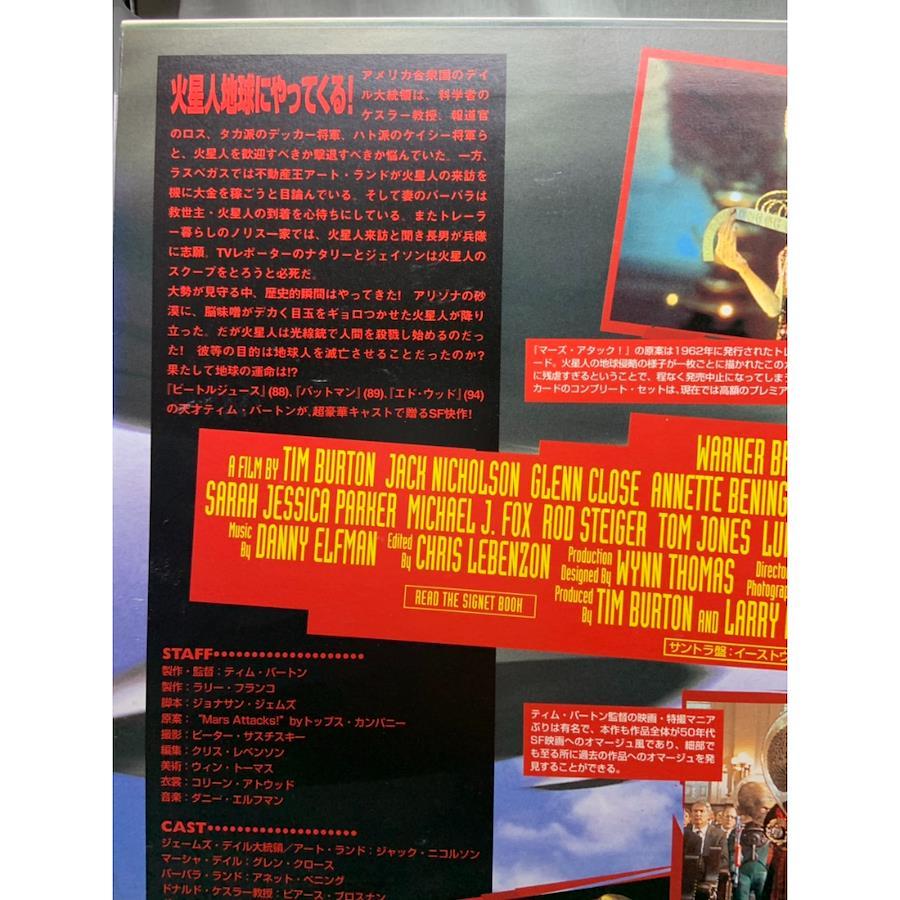 火星人地球にやってくる!
アメリカ合衆国のデイ
ル大統領は、科学者の
ケスラー教授、報道官
のロス、タカ派のデッカー将軍、ハト派のケイシー将軍ら
と、火星人を歓迎すべきか撃退すべきか悩んでいた。一方、
ラスベガスでは不動産王アート・ランドが火星人の来訪を
機に大金を稼ごうと目論んでいる。そして妻のバーバラは
救世主・火星人の到着を心待ちにしている。またトレーラ
ー暮らしのノリス一家では、火星人来訪と聞き長男が兵隊
に志願。TVレポーターのナタリーとジェイソンは火星人の
スクープをとろうと必死だ。
大勢が見守る中、歴史的瞬間はやってきた! アリゾナの砂
漠に、脳味噌がデカく目玉をギョロつかせた火星人が降り
立った。だが火星人は光線銃で人間を殺戮し始めるのだっ
た! 彼等の目的は地球人を滅亡させることだったのか?
果たして地球の運命は!?
『ビートルジュース』(88)、『バットマン』(89)、『エド・ウッド』(94)
の天才ティム・バートンが、超豪華キャストで贈るSF快作!
『マーズ・アタック!』の原案は1962年に発行されたトレ
ード。火星人の地球侵略の様子が一枚ごとに描かれたこのカ
に残虐すぎるということで、程なく発売中止になってしまう
カードのコンプリート・セットは、現在では高額のプレミア
WARNER BR
A FILM BY TIM BURTON JACK NICHOLSON GLENN CLOSE ANNETTE BENING
SARAH JESSICA PARKER MICHAEL J. FOX ROD STEIGER TOM JONES LU
Music By DANNY ELFMAN Edited By CHRIS LEBENZON Production Designed By WYNN THOMAS Director Photograp
READ THE SIGNET BOOK
Produced By TIM BURTON AND LARRY
サントラ盤:イーストウ
STAFF
製作・監督:ティム・バートン
製作:ラリー・フランコ
脚本:ジョナサン・ジェムズ
原案:“Mars Attacks!”byトップス・カンパニー
撮影:ピーター・サスチスキー
編集:クリス・レベンソン
美術:ウィン・トーマス
衣裳:コリーン・アトウッド
音楽:ダニー・エルフマン
ティム・バートン監督の映画・特撮マニア
ぶりは有名で、本作も作品全体が50年代
SF映画へのオマージュ風であり、細部で
も至る所に過去の作品へのオマージュを発
見することができる。
CAST
ジェームズ・デイル大統領/アート・ランド:ジャック・ニコルソン
マーシャ・デイル:グレン・クロース
バーバラ・ランド:アネット・ベニング
ドナルド・ケスラー教授:ピアース・ブロスナン